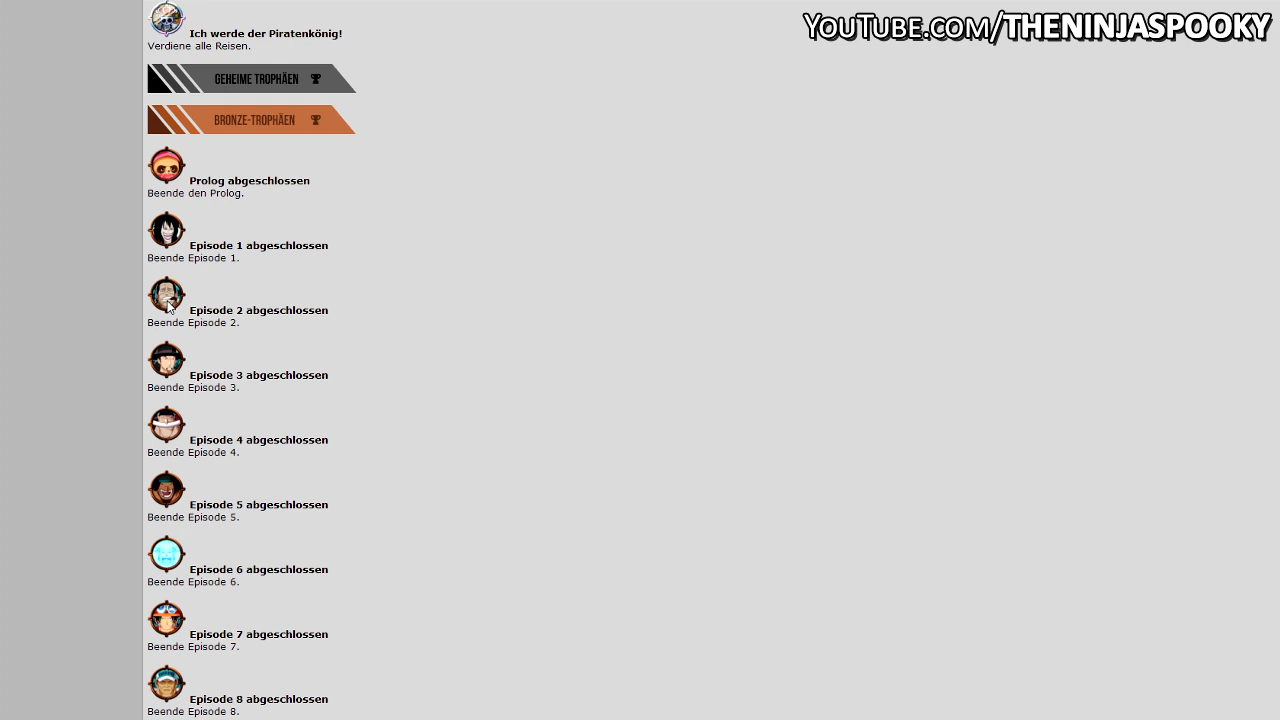 YouTube.com/THENINJASPOOKY
Ich werde der Piratenkönig!
Verdiene alle Reisen.
GEHEIME TROPHÄEN
BRONZE-TROPHÄEN
Prolog abgeschlossen
Beende den Prolog.
Episode 1 abgeschlossen
Beende Episode 1.
Episode 2 abgeschlossen
Beende Episode 2.
Episode 3 abgeschlossen
Beende Episode 3.
Episode 4 abgeschlossen
Beende Episode 4.
Episode 5 abgeschlossen
Beende Episode 5.
Episode 6 abgeschlossen
Beende Episode 6.
Episode 7 abgeschlossen
Beende Episode 7.
Episode 8 abgeschlossen
Beende Episode 8.